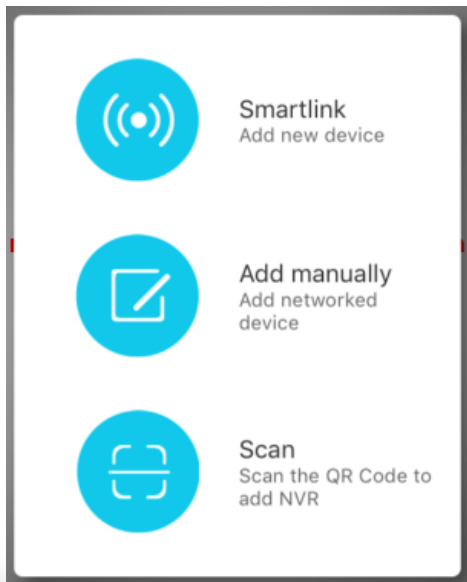 Smartlink
Add new device
Add manually
Add networked
device
Scan
Scan the QR Code to
add NVR